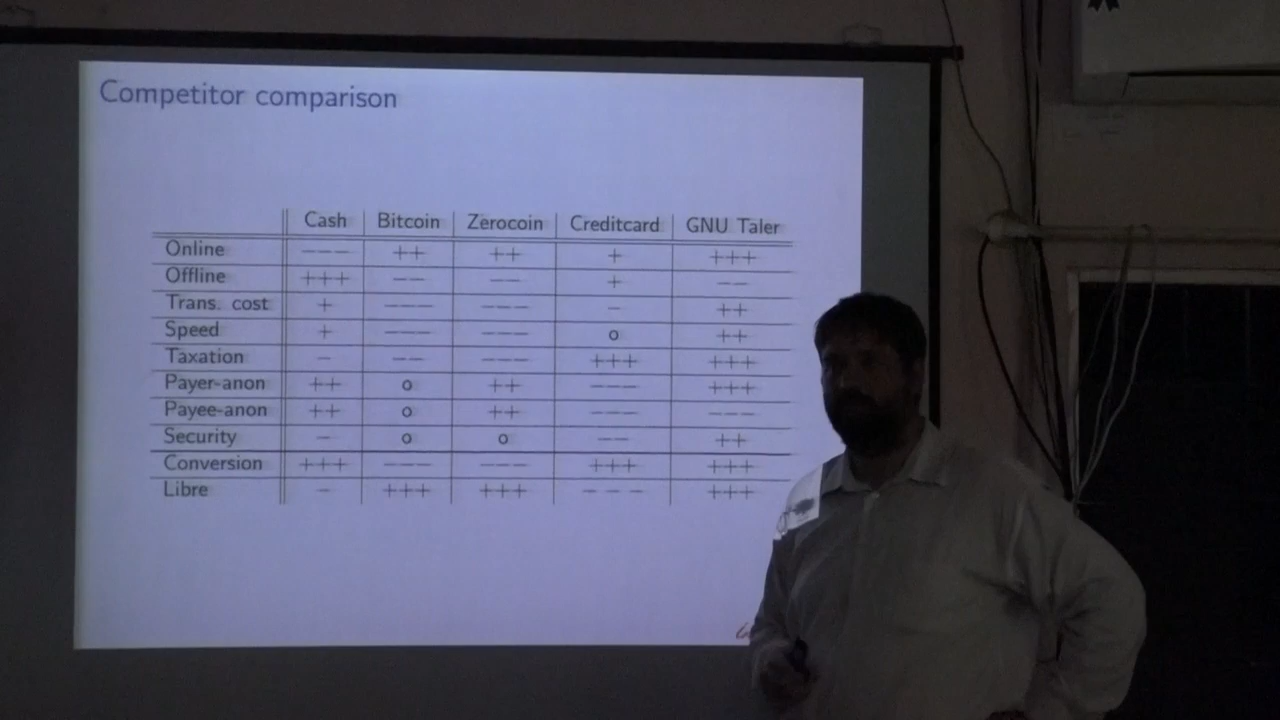 Competitor comparison
Cash Bitcoin Zerocoin Creditcard GNU Taler
Online --- ++ ++ + +++
Offline +++ -- -- + --
Trans. cost + --- --- - ++
Speed + --- --- o ++
Taxation - -- --- +++ +++
Payer-anon ++ o ++ --- +++
Payee-anon ++ o ++ --- ---
Security - o o -- ++
Conversion +++ --- --- +++ +++
Libre - +++ +++ --- +++